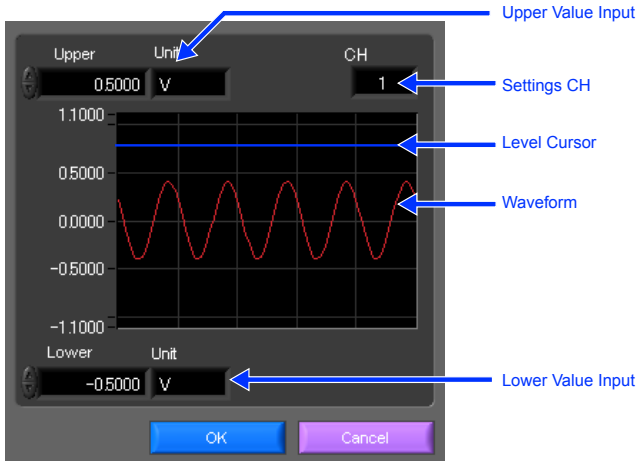 Upper Value Input
Upper Unit CH
0.5000 V 1
Settings CH
1.1000
Level Cursor
0.5000
Waveform
0.0000
-0.5000
-1.1000
Lower Unit
-0.5000 V
Lower Value Input
OK Cancel